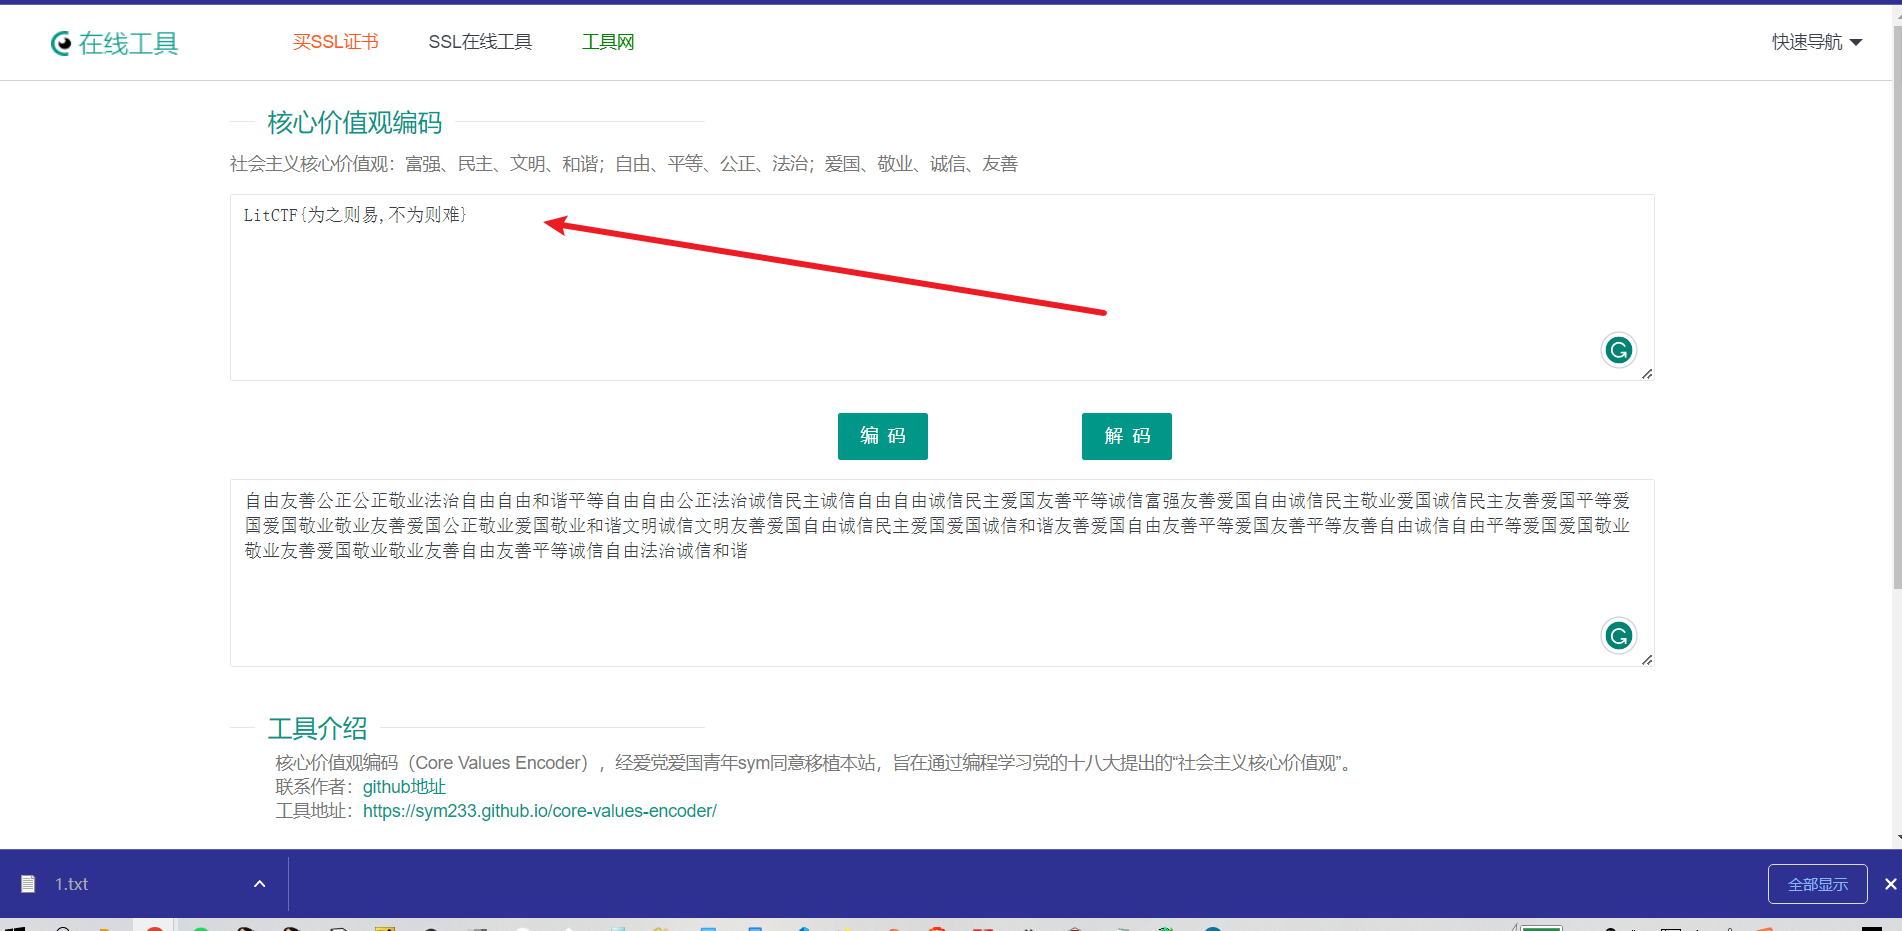 在线工具
买SSL证书
SSL在线工具
工具网
快速导航
核心价值观编码
社会主义核心价值观：富强、民主、文明、和谐；自由、平等、公正、法治；爱国、敬业、诚信、友善
LitCTF{为之则易,不为则难}
编 码
解 码
自由友善公正公正敬业法治自由自由和谐平等自由自由公正法治诚信民主诚信自由自由诚信民主爱国友善平等诚信富强友善爱国自由诚信民主敬业爱国诚信民主友善爱国平等爱
国爱国敬业敬业友善爱国公正敬业爱国敬业和谐文明诚信文明友善爱国自由诚信民主爱国爱国诚信和谐友善爱国自由友善平等爱国友善平等友善自由诚信自由平等爱国爱国敬业
敬业友善爱国敬业敬业友善自由友善平等诚信自由法治诚信和谐
工具介绍
核心价值观编码（Core Values Encoder），经爱党爱国青年sym同意移植本站，旨在通过编程学习党的十八大提出的“社会主义核心价值观”。
联系作者：github地址
工具地址：https://sym233.github.io/core-values-encoder/
1.txt
全部显示